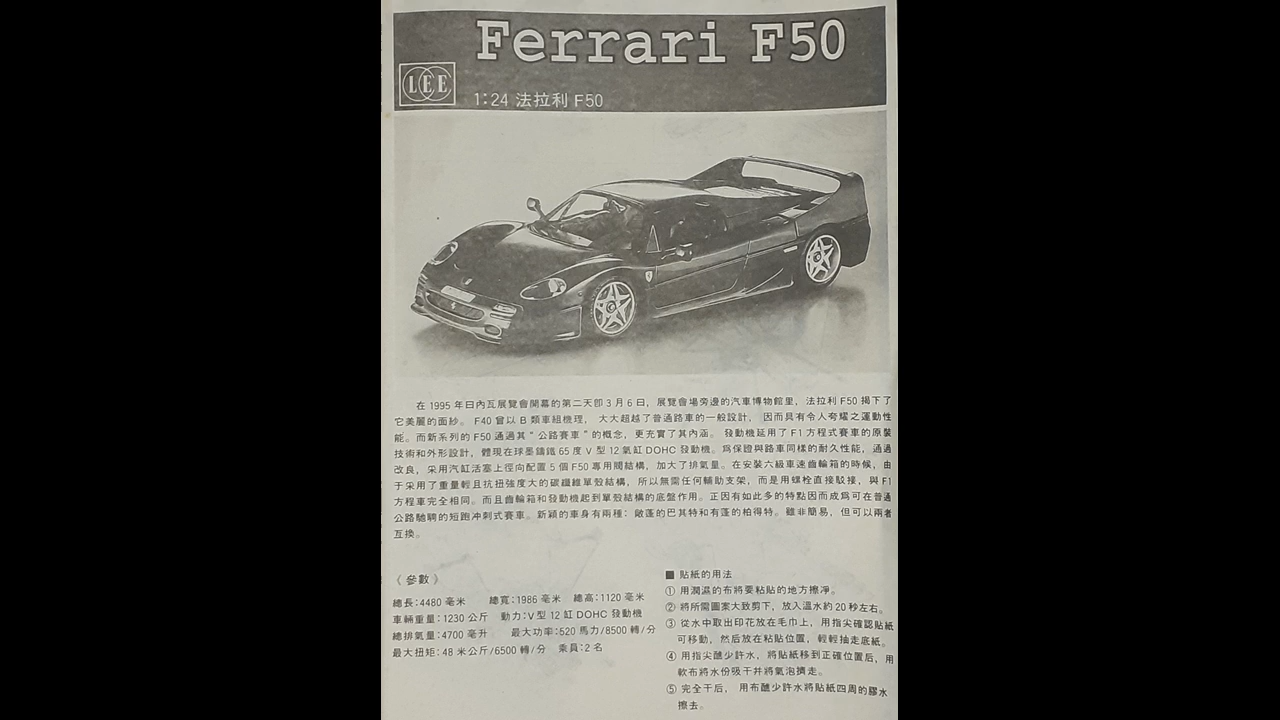 Ferrari F50
LEE
1:24 法拉利 F50
在 1995 年日内瓦展覽會開幕的第二天即 3 月 6 日，展覽會場旁邊的汽車博物館里，法拉利 F50 揭下了
它美麗的面紗。 F40 曾以 B 類車組機理， 大大超越了普通路車的一般設計， 因而具有令人夸耀之運動性
能。而新系列的 F50 通過其“公路賽車”的概念，更充實了其内涵。 發動機延用了 F1 方程式賽車的原裝
技術和外形設計，體現在球墨鑄鐵 65 度 V 型 12 氣缸 DOHC 發動機。爲保證與路車同樣的耐久性能，通過
改良，采用汽缸活塞上徑向配置 5 個 F50 專用閥結構，加大了排氣量。在安裝六級車速齒輪箱的時候，由
于采用了重量輕且抗扭強度大的碳纖維單殼結構，所以無需任何輔助支架，而是用螺栓直接駁接，與 F1
方程車完全相同。而且齒輪箱和發動機起到單殼結構的底盤作用。正因有如此多的特點因而成爲可在普通
公路馳騁的短跑冲刺式賽車。新穎的車身有兩種：敞蓬的巴其特和有蓬的柏得特。雖非簡易，但可以兩者
互換。
《 參數 》
總長：4480 毫米 總寬：1986 毫米 總高：1120 毫米
車輛重量：1230 公斤 動力：V 型 12 缸 DOHC 發動機
總排氣量：4700 毫升 最大功率：520 馬力/8500 轉/分
最大扭矩：48 米公斤/6500 轉/分 乘員：2 名
■ 貼紙的用法
① 用潤濕的布將要粘貼的地方擦凈。
② 將所需圖案大致剪下，放入温水約 20 秒左右。
③ 從水中取出印花放在毛巾上，用指尖確認貼紙
可移動，然后放在粘貼位置，輕輕抽走底紙。
④ 用指尖醮少許水，將貼紙移到正確位置后，用
軟布將水份吸干并將氣泡擠走。
⑤ 完全干后， 用布醮少許水將貼紙四周的膠水
擦去。